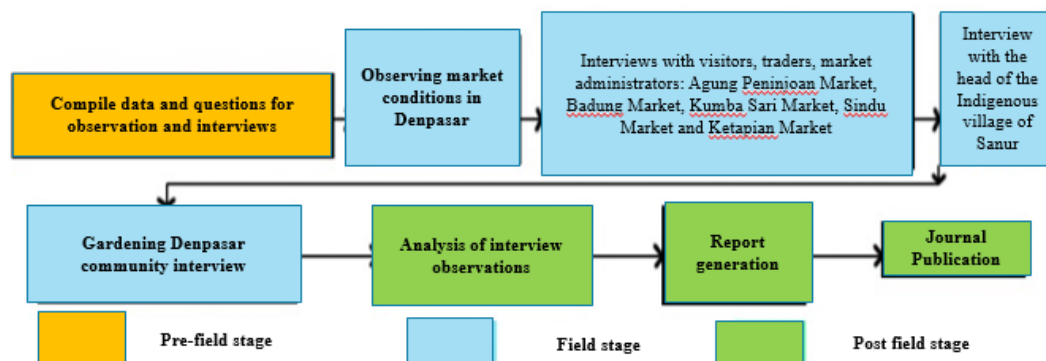 Compile data and questions for
observation and interviews
Observing market
conditions in
Denpasar
Interviews with visitors, traders, market
administrators: Agung Peninjoan Market,
Badung Market, Kumba Sari Market, Sindu
Market and Ketapian Market
Interview
with the
head of the
Indigenous
village of
Sanur
Gardening Denpasar
community interview
Analysis of interview
observations
Report
generation
Journal
Publication
Pre-field stage
Field stage
Post field stage